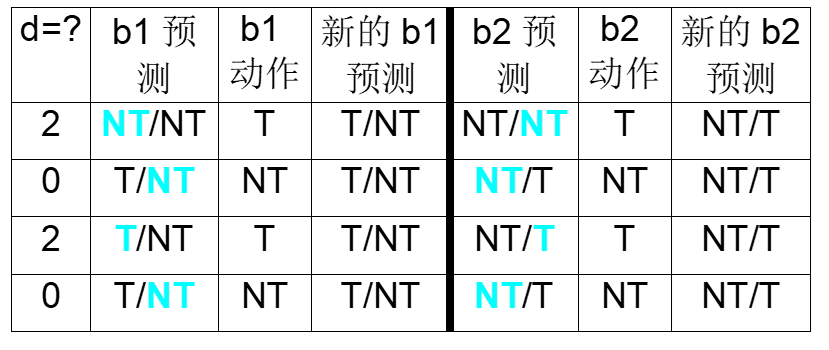 d=? b1 预测 b1 动作 新的 b1 预测 b2 预测 b2 动作 新的 b2 预测
2 NT/NT T T/NT NT/NT T NT/T
0 T/NT NT T/NT NT/T NT NT/T
2 T/NT T T/NT NT/T T NT/T
0 T/NT NT T/NT NT/T NT NT/T